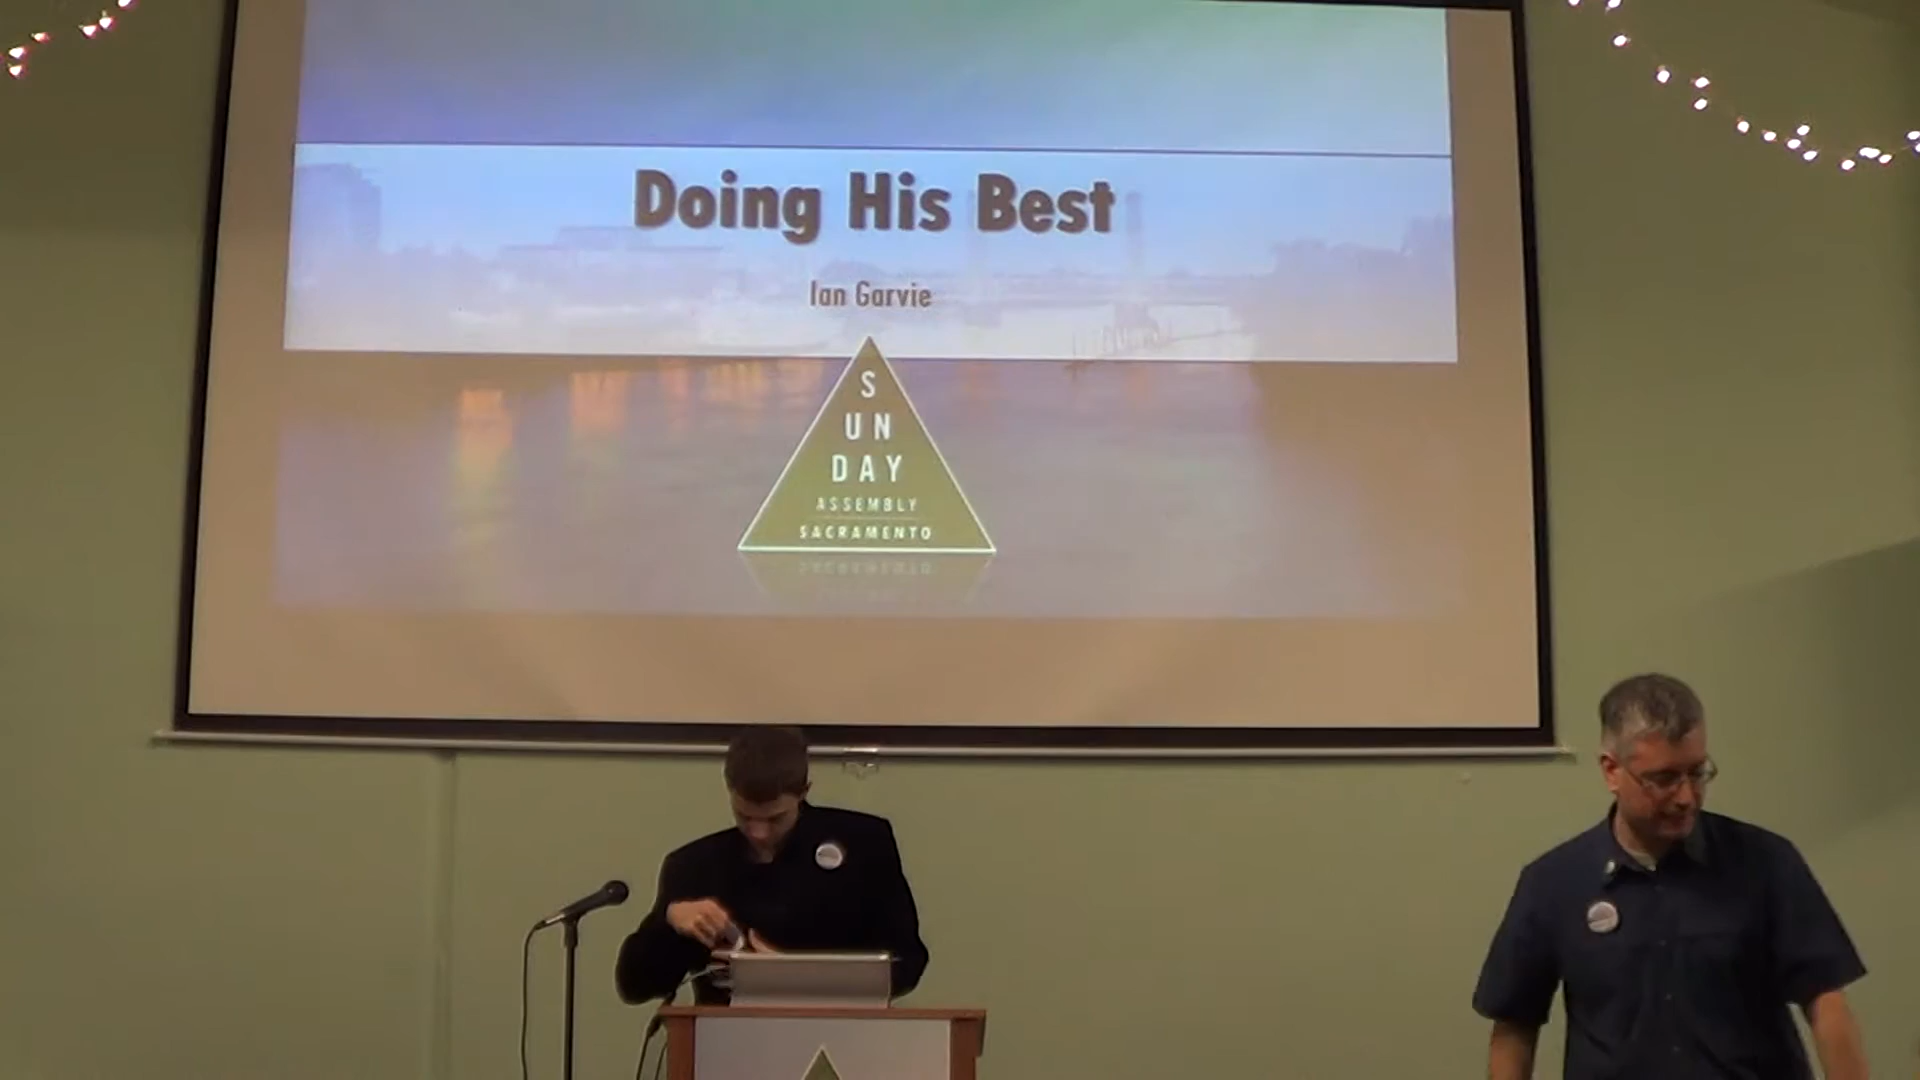 Doing His Best
Ian Garvie
S
UN
DAY
ASSEMBLY
SACRAMENTO